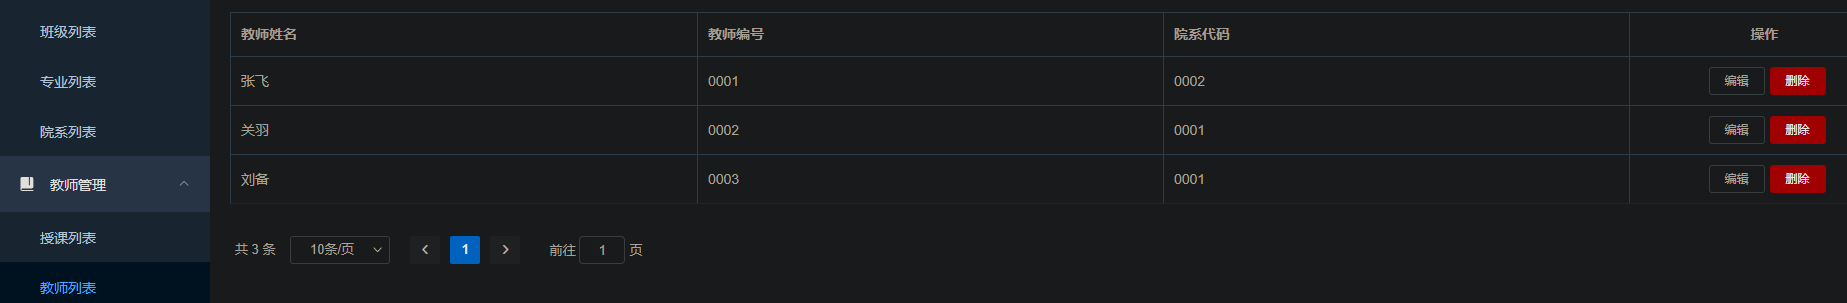 班级列表
专业列表
院系列表
教师管理
授课列表
教师列表
教师姓名 教师编号 院系代码 操作
张飞 0001 0002 编辑 删除
关羽 0002 0001 编辑 删除
刘备 0003 0001 编辑 删除
共 3 条 10条/页 1 前往 1 页